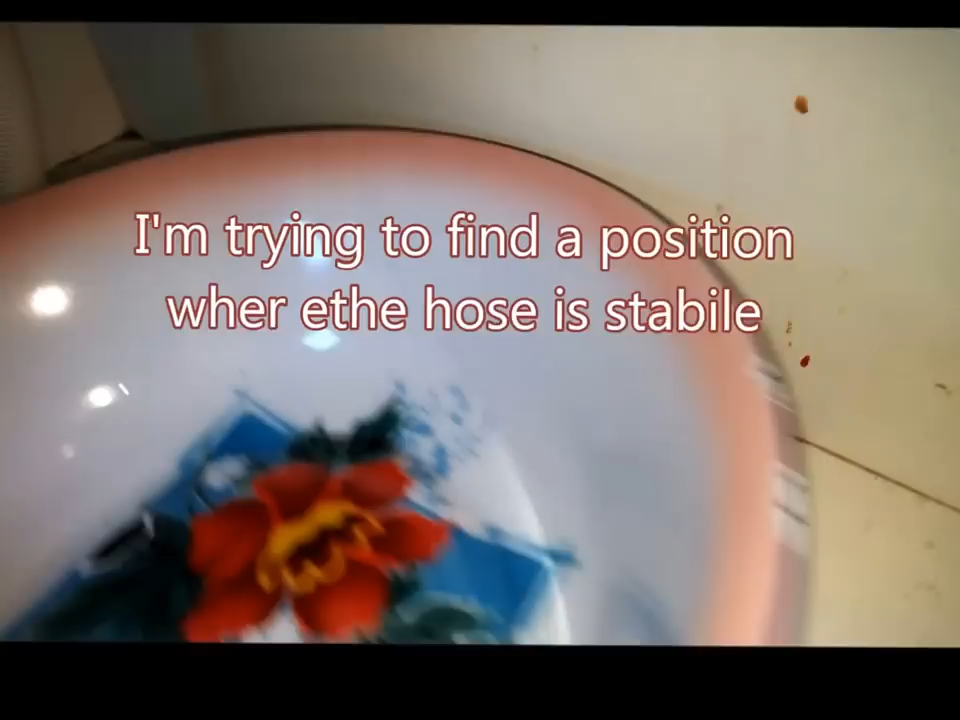 I'm trying to find a position
wher ethe hose is stabile